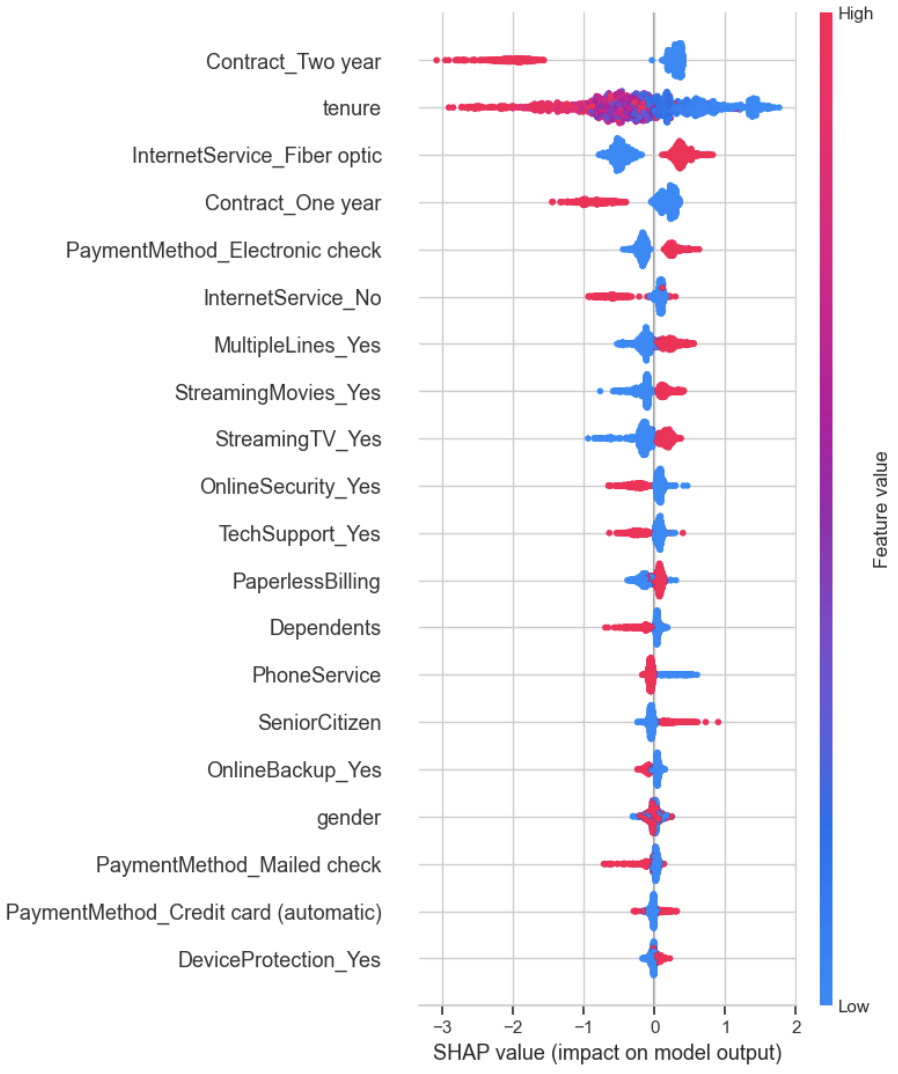 High
Contract_Two year
tenure
InternetService_Fiber optic
Contract_One year
PaymentMethod_Electronic check
InternetService_No
MultipleLines_Yes
StreamingMovies_Yes
StreamingTV_Yes
OnlineSecurity_Yes
TechSupport_Yes
PaperlessBilling
Dependents
PhoneService
SeniorCitizen
OnlineBackup_Yes
gender
PaymentMethod_Mailed check
PaymentMethod_Credit card (automatic)
DeviceProtection_Yes
Feature value
Low
−3 −2 −1 0 1 2
SHAP value (impact on model output)